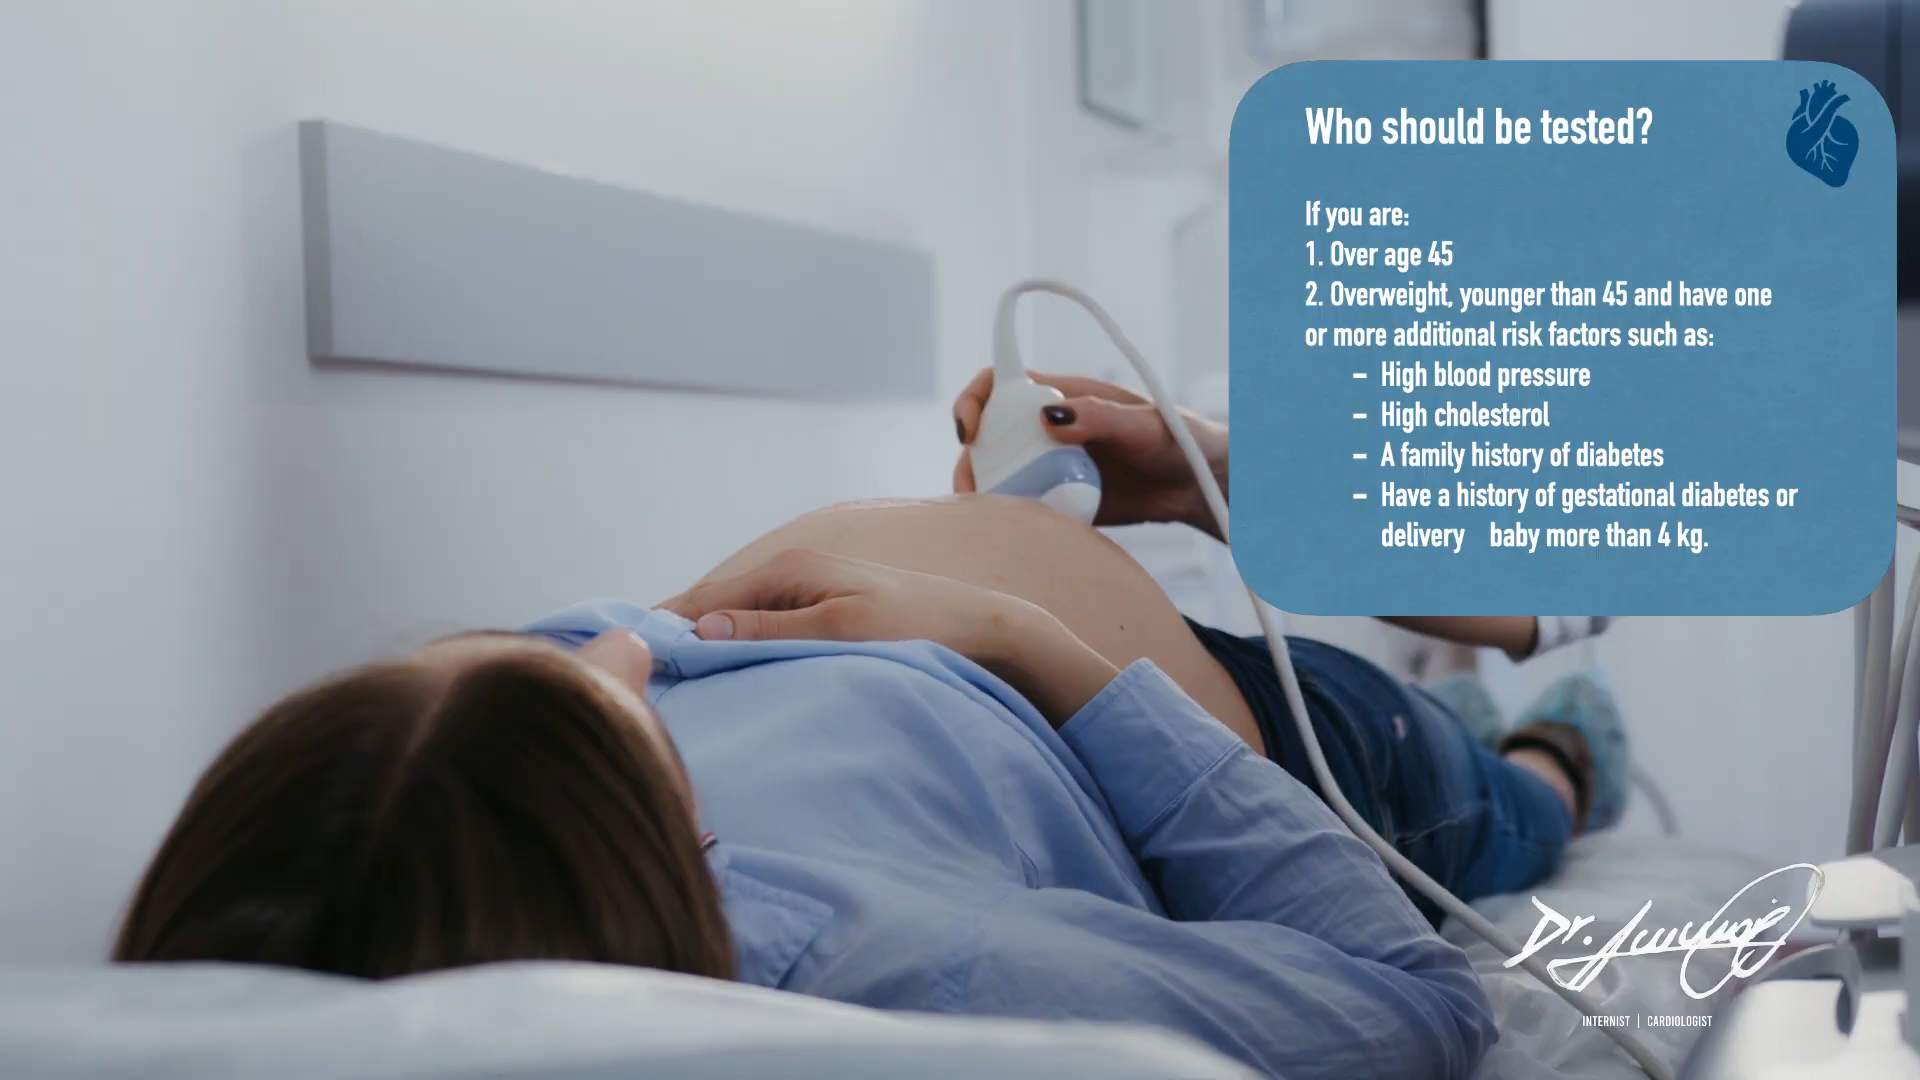 Who should be tested?
If you are:
1. Over age 45
2. Overweight, younger than 45 and have one
or more additional risk factors such as:
– High blood pressure
– High cholesterol
– A family history of diabetes
– Have a history of gestational diabetes or
delivery baby more than 4 kg.
Dr.
INTERNIST | CARDIOLOGIST